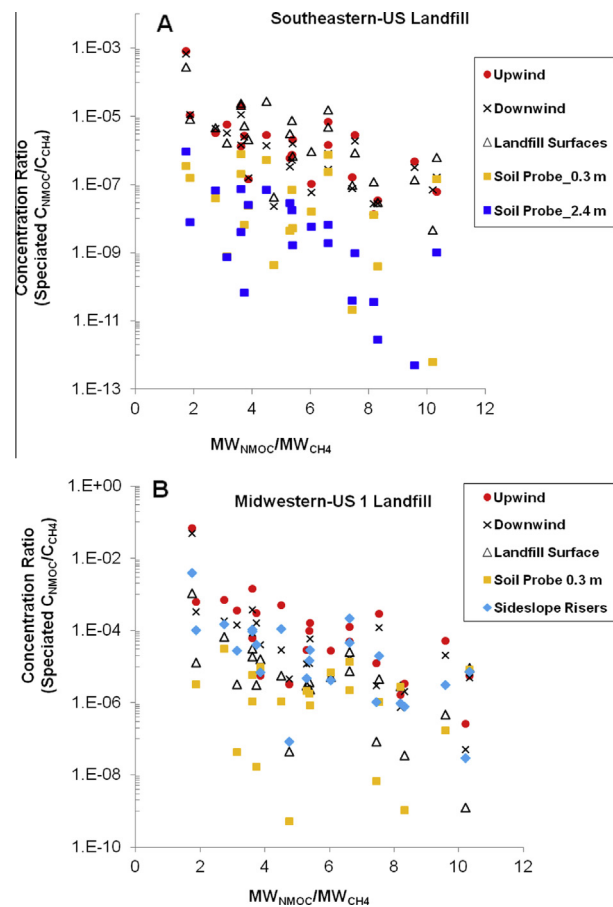 A
Southeastern-US Landfill
1.E-03
1.E-05
1.E-07
1.E-09
1.E-11
1.E-13
Concentration Ratio
(Speciated CNMOC/CCH4)
0 2 4 6 8 10 12
MWNMOC/MWCH4
Upwind
Downwind
Landfill Surfaces
Soil Probe_0.3 m
Soil Probe_2.4 m
B
Midwestern-US 1 Landfill
1.E+00
1.E-02
1.E-04
1.E-06
1.E-08
1.E-10
Concentration Ratio
(Speciated CNMOC/CCH4)
0 2 4 6 8 10 12
MWNMOC/MWCH4
Upwind
Downwind
Landfill Surface
Soil Probe 0.3 m
Sideslope Risers